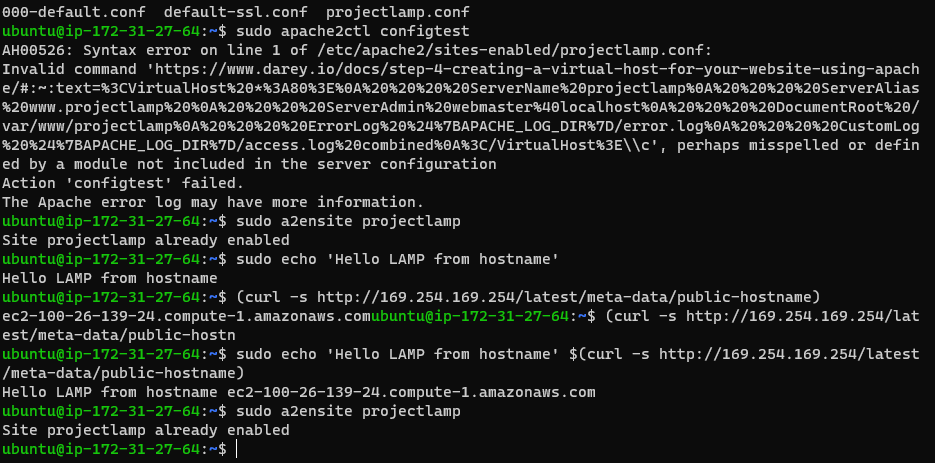 000-default.conf  default-ssl.conf  projectlamp.conf
ubuntu@ip-172-31-27-64:~$ sudo apache2ctl configtest
AH00526: Syntax error on line 1 of /etc/apache2/sites-enabled/projectlamp.conf:
Invalid command 'https://www.darey.io/docs/step-4-creating-a-virtual-host-for-your-website-using-apach
e/#:~:text=%3CVirtualHost%20*%3A80%3E%0A%20%20%20%20ServerName%20projectlamp%0A%20%20%20%20ServerAlias
%20www.projectlamp%20%0A%20%20%20%20ServerAdmin%20webmaster%40localhost%0A%20%20%20%20DocumentRoot%20/
var/www/projectlamp%0A%20%20%20%20ErrorLog%20%24%7BAPACHE_LOG_DIR%7D/error.log%0A%20%20%20%20CustomLog
%20%24%7BAPACHE_LOG_DIR%7D/access.log%20combined%0A%3C/VirtualHost%3E\\c', perhaps misspelled or defin
ed by a module not included in the server configuration
Action 'configtest' failed.
The Apache error log may have more information.
ubuntu@ip-172-31-27-64:~$ sudo a2ensite projectlamp
Site projectlamp already enabled
ubuntu@ip-172-31-27-64:~$ sudo echo 'Hello LAMP from hostname'
Hello LAMP from hostname
ubuntu@ip-172-31-27-64:~$ (curl -s http://169.254.169.254/latest/meta-data/public-hostname)
ec2-100-26-139-24.compute-1.amazonaws.comubuntu@ip-172-31-27-64:~$ (curl -s http://169.254.169.254/lat
est/meta-data/public-hostn
ubuntu@ip-172-31-27-64:~$ sudo echo 'Hello LAMP from hostname' $(curl -s http://169.254.169.254/latest
/meta-data/public-hostname)
Hello LAMP from hostname ec2-100-26-139-24.compute-1.amazonaws.com
ubuntu@ip-172-31-27-64:~$ sudo a2ensite projectlamp
Site projectlamp already enabled
ubuntu@ip-172-31-27-64:~$